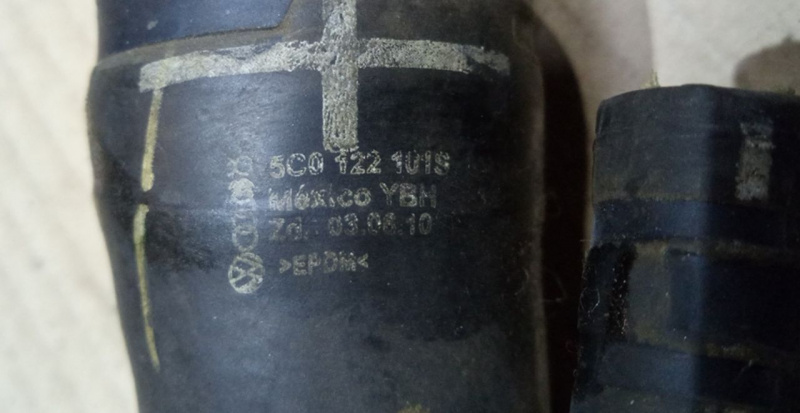 5C0 122 101S
México YBH
Zd.: 03.06.10
>EPDM<